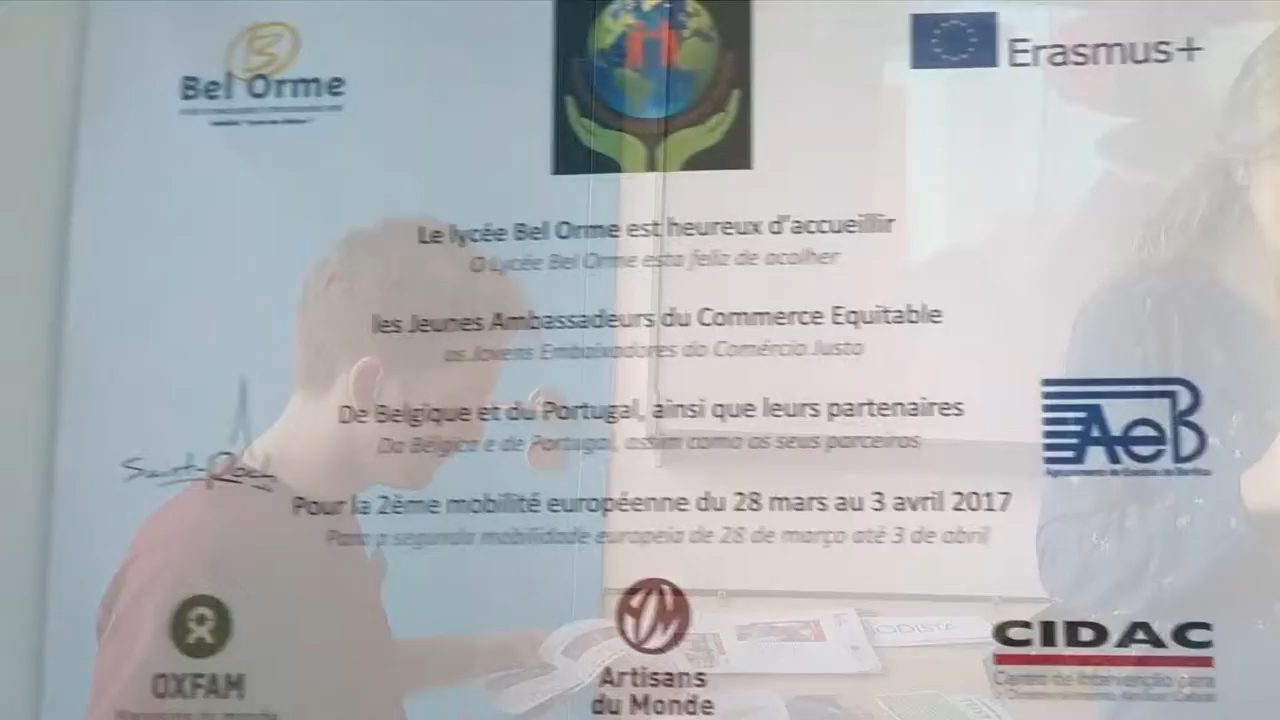 Bel Orme
Erasmus+
Le lycée Bel Orme est heureux d'accueillir
O Lycée Bel Orme esta feliz de acolher
les Jeunes Ambassadeurs du Commerce Equitable
os Jovens Embaixadores do Comércio Justo
De Belgique et du Portugal, ainsi que leurs partenaires
Da Bélgica e de Portugal, assim como os seus parceiros
AeB
Pour la 2ème mobilité européenne du 28 mars au 3 avril 2017
Para a segunda mobilidade europeia de 28 de março até 3 de abril
OXFAM
Magasins du monde
Artisans
du Monde
CIDAC
Centro de Intervenção para